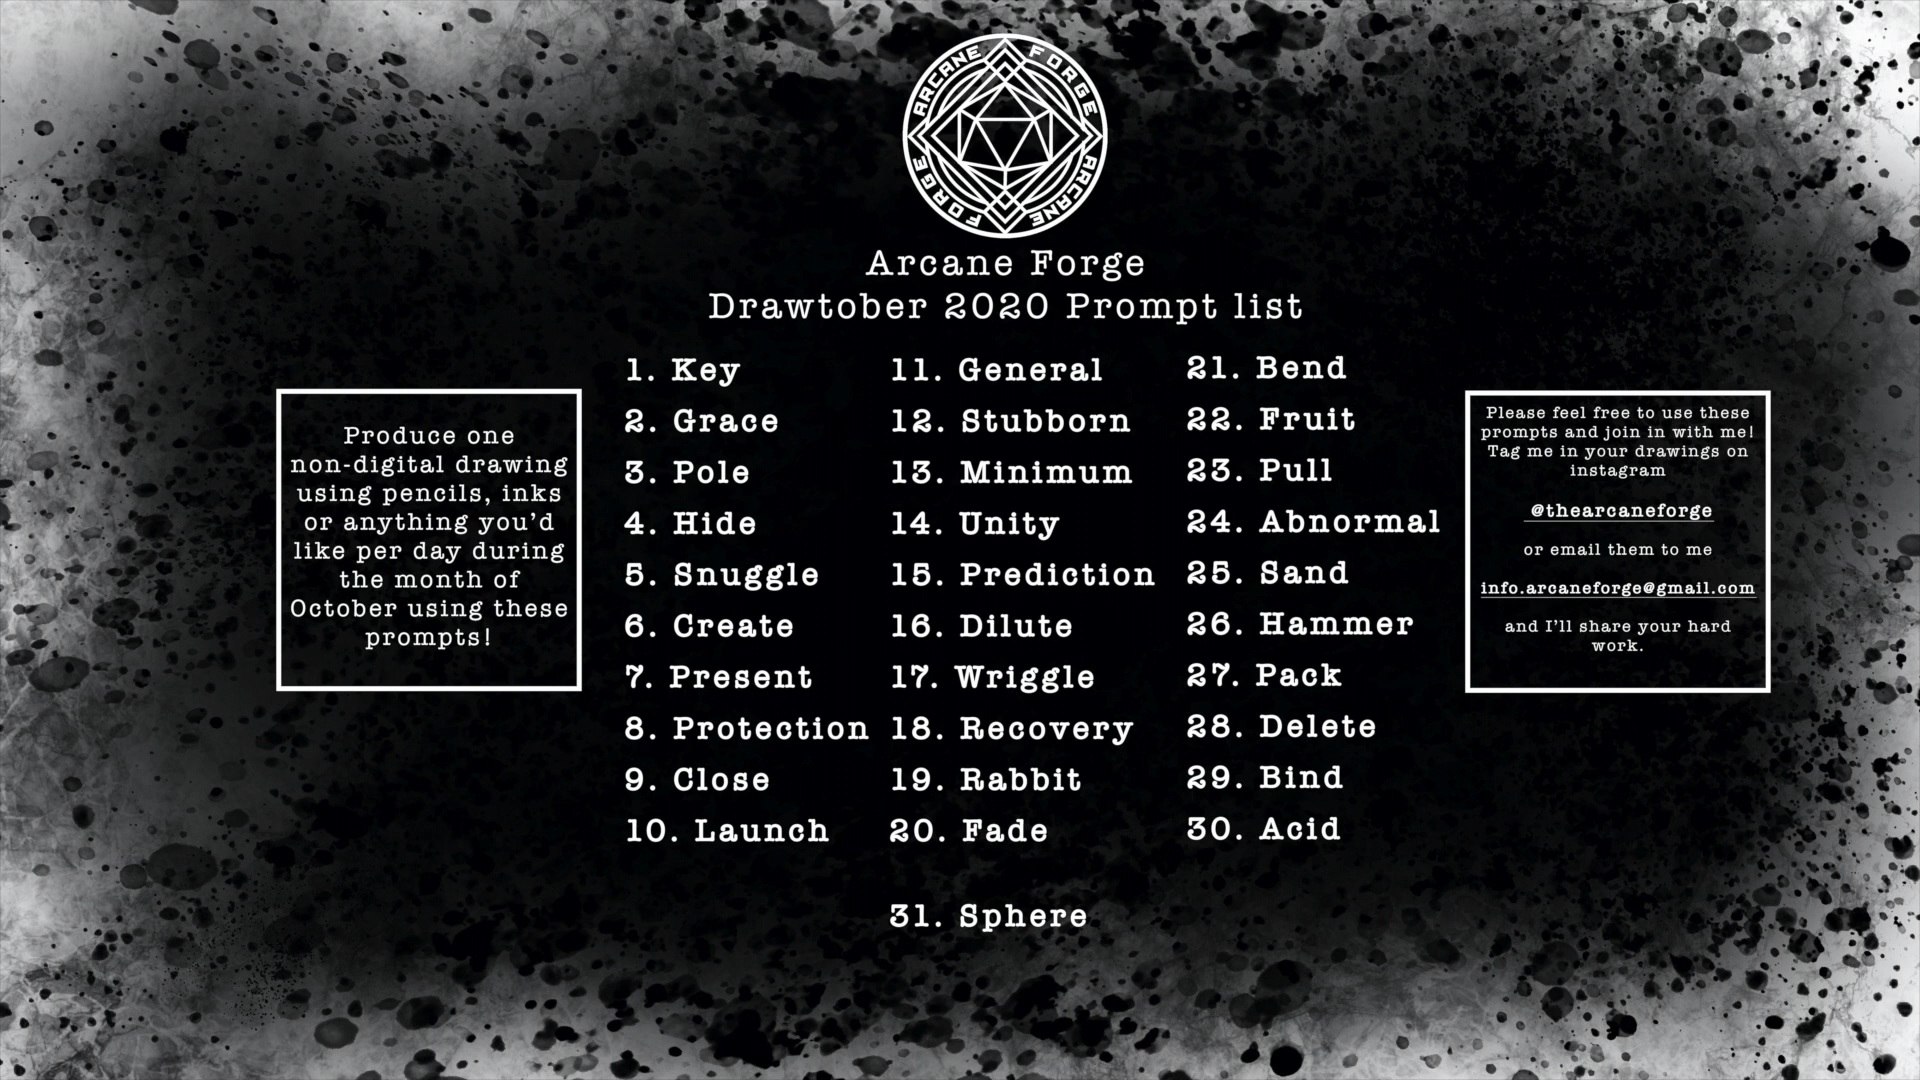 ARCANE FORGE ARCANE FORGE
Arcane Forge
Drawtober 2020 Prompt list
Produce one
non-digital drawing
using pencils, inks
or anything you'd
like per day during
the month of
October using these
prompts!
1. Key
2. Grace
3. Pole
4. Hide
5. Snuggle
6. Create
7. Present
8. Protection
9. Close
10. Launch
11. General
12. Stubborn
13. Minimum
14. Unity
15. Prediction
16. Dilute
17. Wriggle
18. Recovery
19. Rabbit
20. Fade
21. Bend
22. Fruit
23. Pull
24. Abnormal
25. Sand
26. Hammer
27. Pack
28. Delete
29. Bind
30. Acid
31. Sphere
Please feel free to use these
prompts and join in with me!
Tag me in your drawings on
instagram
@thearcaneforge
or email them to me
info.arcaneforge@gmail.com
and I'll share your hard
work.